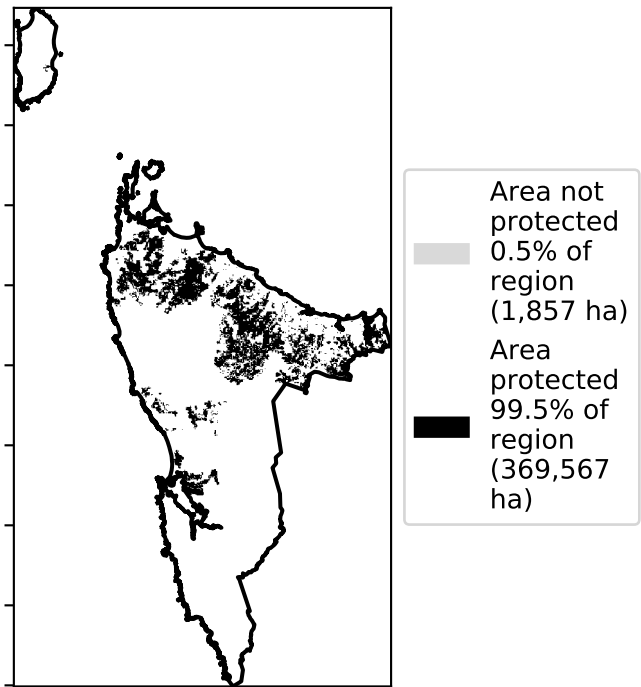 Area not
protected
0.5% of
region
(1,857 ha)
Area
protected
99.5% of
region
(369,567
ha)